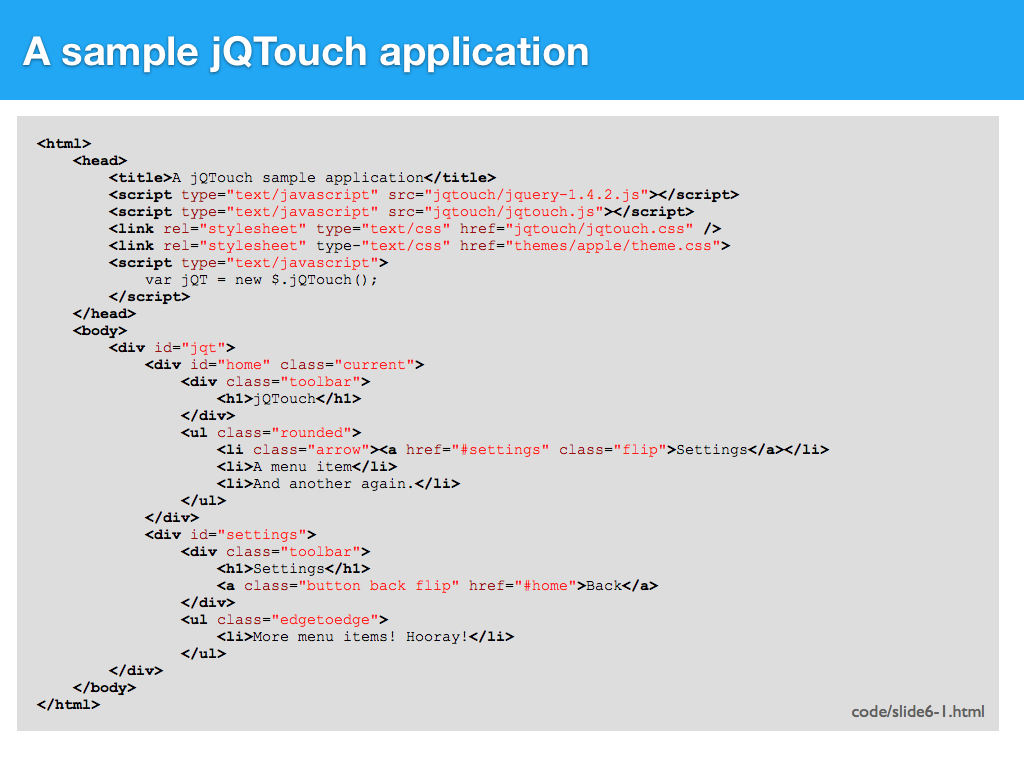 A sample jQTouch application
<html>
    <head>
        <title>A jQTouch sample application</title>
        <script type="text/javascript" src="jqtouch/jquery-1.4.2.js"></script>
        <script type="text/javascript" src="jqtouch/jqtouch.js"></script>
        <link rel="stylesheet" type="text/css" href="jqtouch/jqtouch.css" />
        <link rel="stylesheet" type-"text/css" href="themes/apple/theme.css">
        <script type="text/javascript">
            var jQT = new $.jQTouch();
        </script>
    </head>
    <body>
        <div id="jqt">
            <div id="home" class="current">
                <div class="toolbar">
                    <h1>jQTouch</h1>
                </div>
                <ul class="rounded">
                    <li class="arrow"><a href="#settings" class="flip">Settings</a></li>
                    <li>A menu item</li>
                    <li>And another again.</li>
                </ul>
            </div>
            <div id="settings">
                <div class="toolbar">
                    <h1>Settings</h1>
                    <a class="button back flip" href="#home">Back</a>
                </div>
                <ul class="edgetoedge">
                    <li>More menu items! Hooray!</li>
                </ul>
        </div>
    </body>
</html>
code/slide6-1.html